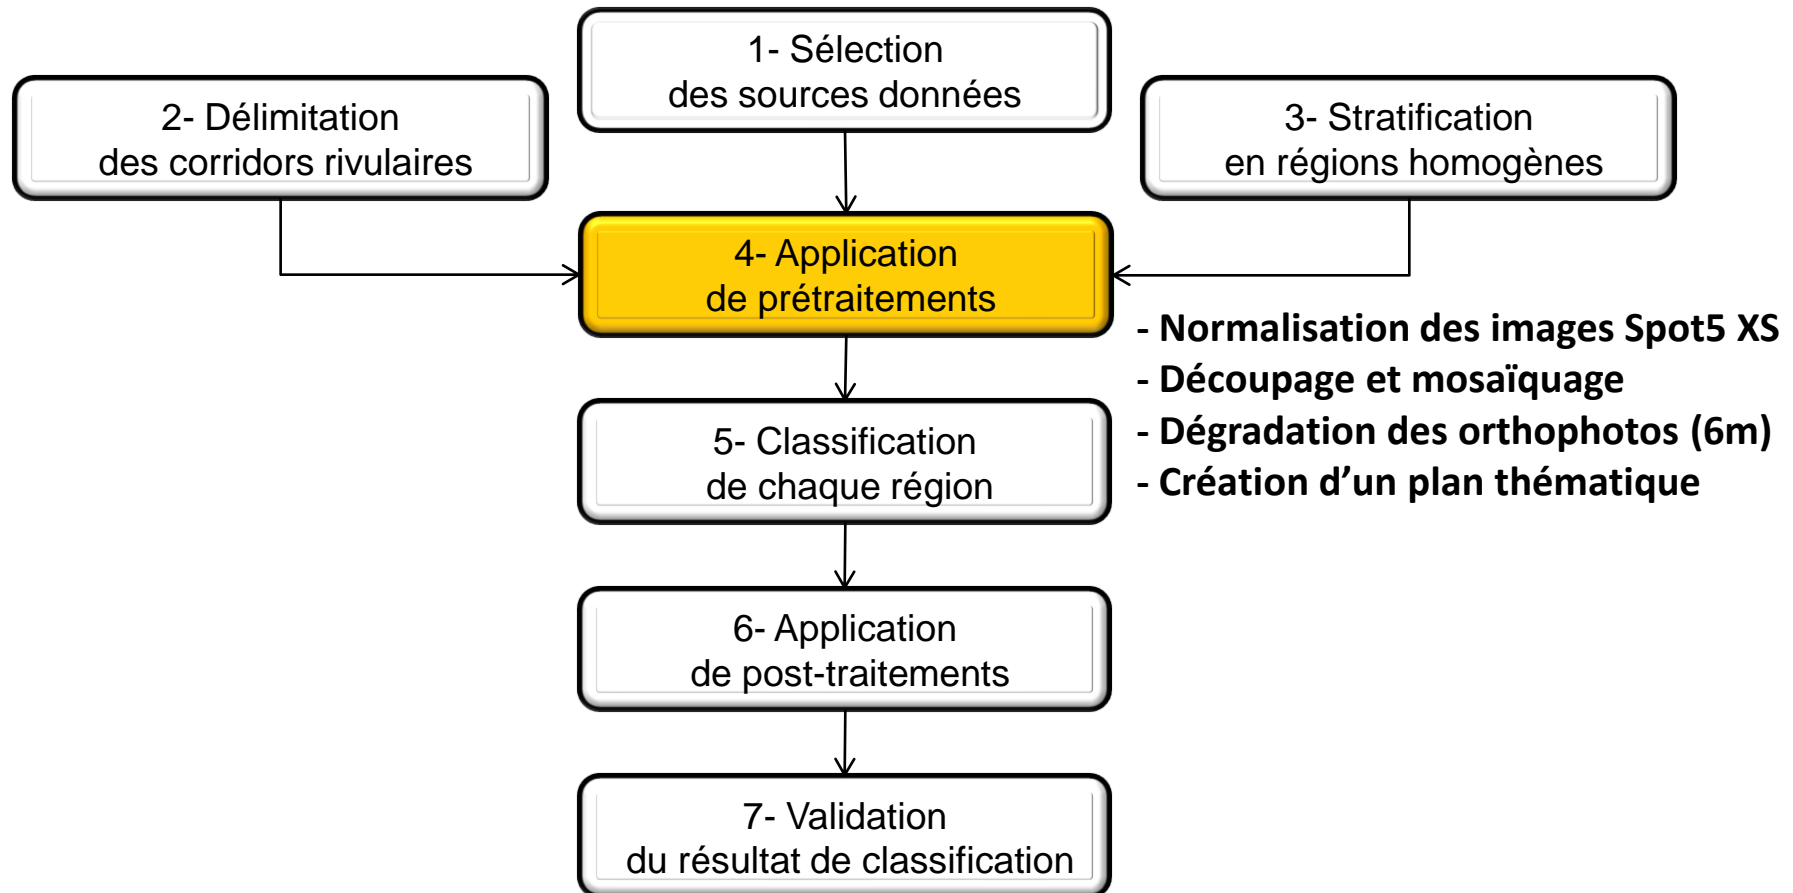 1- Sélection
des sources données
2- Délimitation
des corridors rivulaires
3- Stratification
en régions homogènes
4- Application
de prétraitements
- Normalisation des images Spot5 XS
- Découpage et mosaïquage
- Dégradation des orthophotos (6m)
- Création d’un plan thématique
5- Classification
de chaque région
6- Application
de post-traitements
7- Validation
du résultat de classification